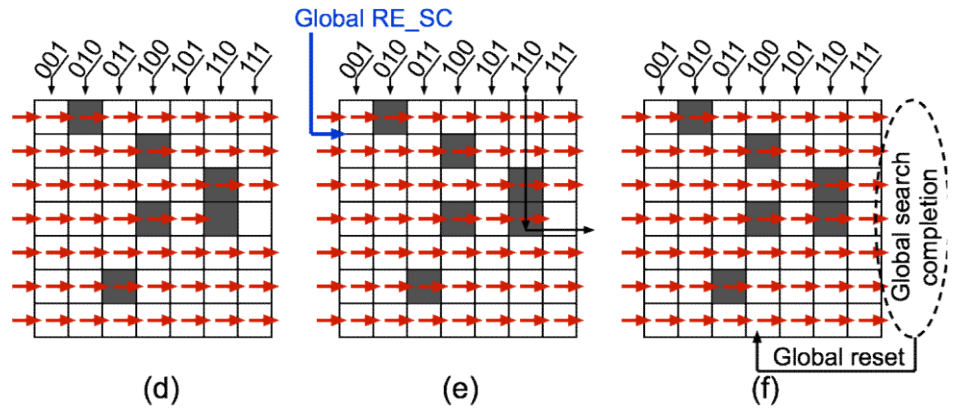 Global RE_SC
001 010 011 100 101 110 111
001 010 011 100 101 110 111
001 010 011 100 101 110 111
Global search
completion
Global reset
(d)
(e)
(f)